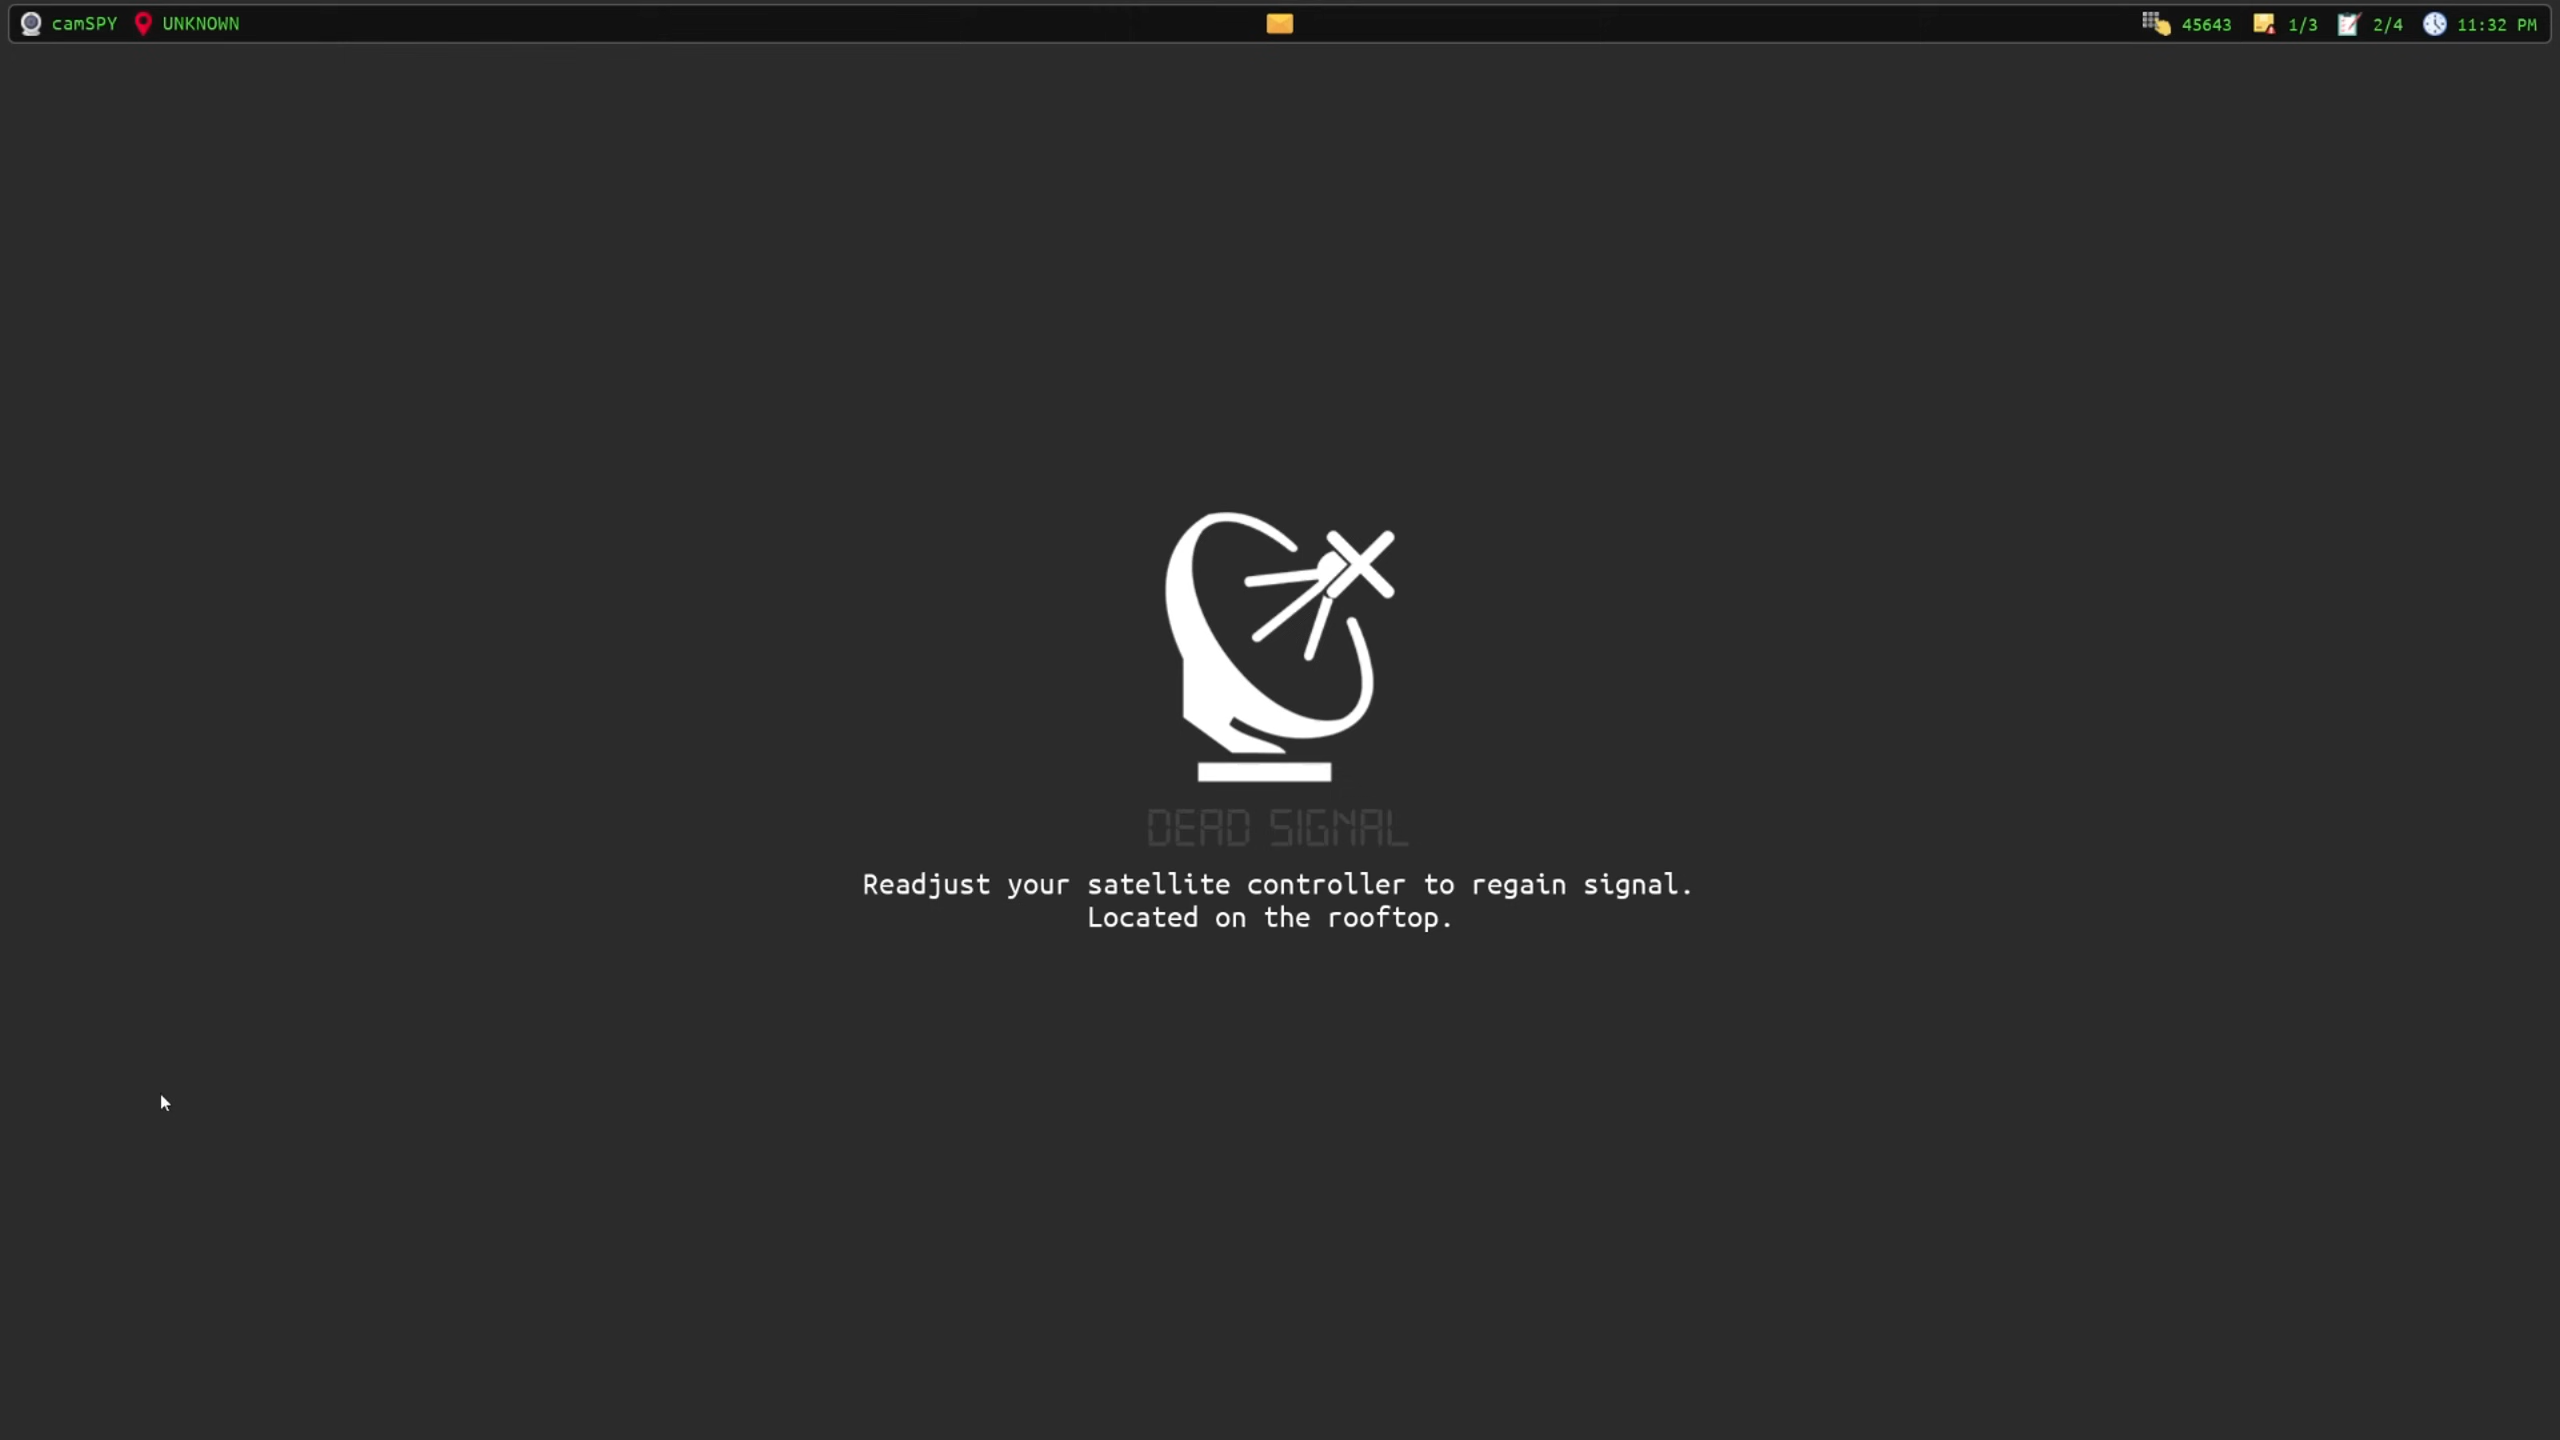 camSPY UNKNOWN 45643 1/3 2/4 11:32 PM
DEAD SIGNAL
Readjust your satellite controller to regain signal.
Located on the rooftop.